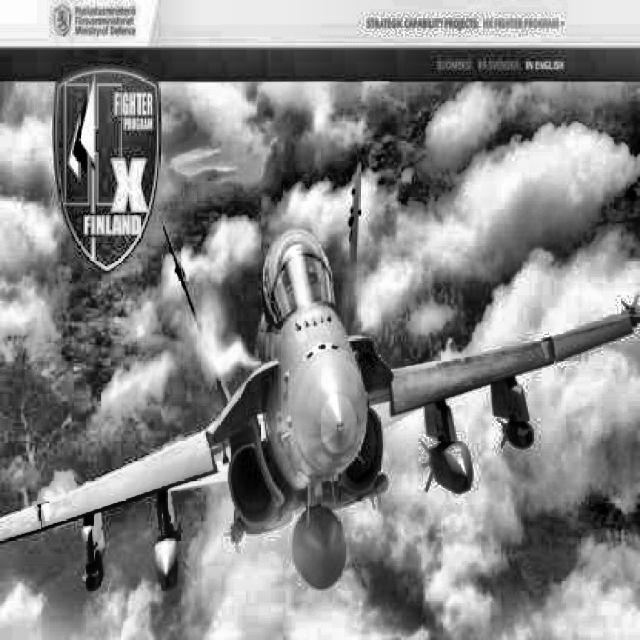 Puolustusministeriö
Försvarsministeriet
Ministry of Defence
STRATEGIC CAPABILITY PROJECTS: HX FIGHTER PROGRAM
SUOMEKSI PÅ SVENSKA IN ENGLISH
FIGHTER
PROGRAM
HX
FINLAND